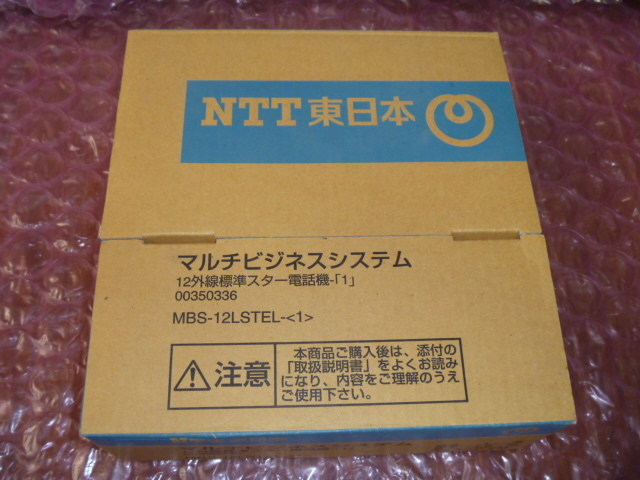 NTT東日本
マルチビジネスシステム
12外線標準スター電話機-「1」
00350336
MBS-12LSTEL-<1>
注意
本商品ご購入後は、添付の
「取扱説明書」をよくお読み
になり、内容をご理解のうえ
ご使用下さい。